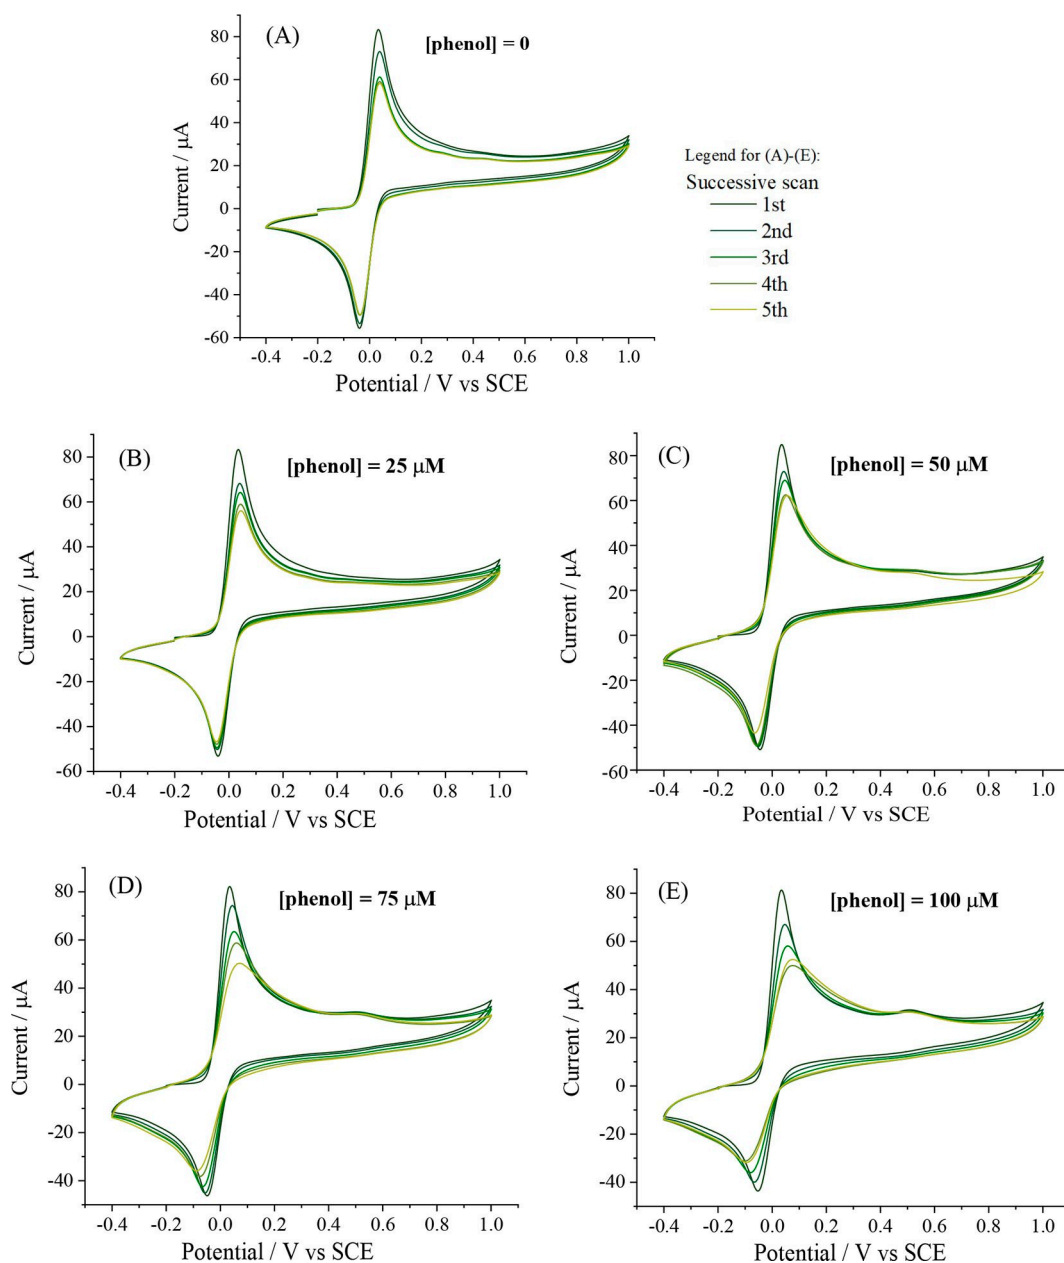 (A)
[phenol] = 0
80
60
40
20
0
-20
-40
-60
Current / μA
-0.4 -0.2 0.0 0.2 0.4 0.6 0.8 1.0
Potential / V vs SCE
Legend for (A)-(E):
Successive scan
1st
2nd
3rd
4th
5th
(B)
[phenol] = 25 μM
80
60
40
20
0
-20
-40
-60
Current / μA
-0.4 -0.2 0.0 0.2 0.4 0.6 0.8 1.0
Potential / V vs SCE
(C)
[phenol] = 50 μM
80
60
40
20
0
-20
-40
-60
Current / μA
-0.4 -0.2 0.0 0.2 0.4 0.6 0.8 1.0
Potential / V vs SCE
(D)
[phenol] = 75 μM
80
60
40
20
0
-20
-40
Current / μA
-0.4 -0.2 0.0 0.2 0.4 0.6 0.8 1.0
Potential / V vs SCE
(E)
[phenol] = 100 μM
80
60
40
20
0
-20
-40
Current / μA
-0.4 -0.2 0.0 0.2 0.4 0.6 0.8 1.0
Potential / V vs SCE